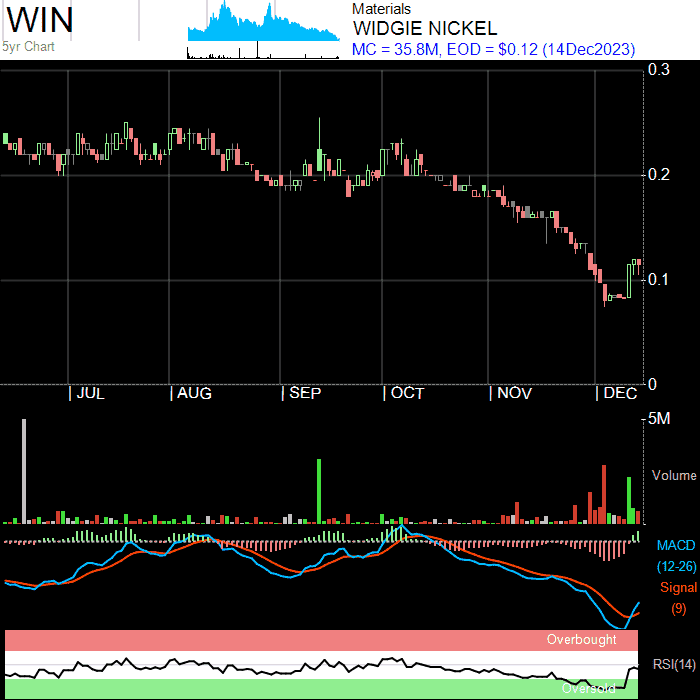 WIN
5yr Chart
Materials
WIDGIE NICKEL
MC = 35.8M, EOD = $0.12 (14Dec2023)
0.3
0.2
0.1
0
JUL AUG SEP OCT NOV DEC
5M
Volume
MACD
(12-26)
Signal
(9)
Overbought
RSI(14)
Oversold